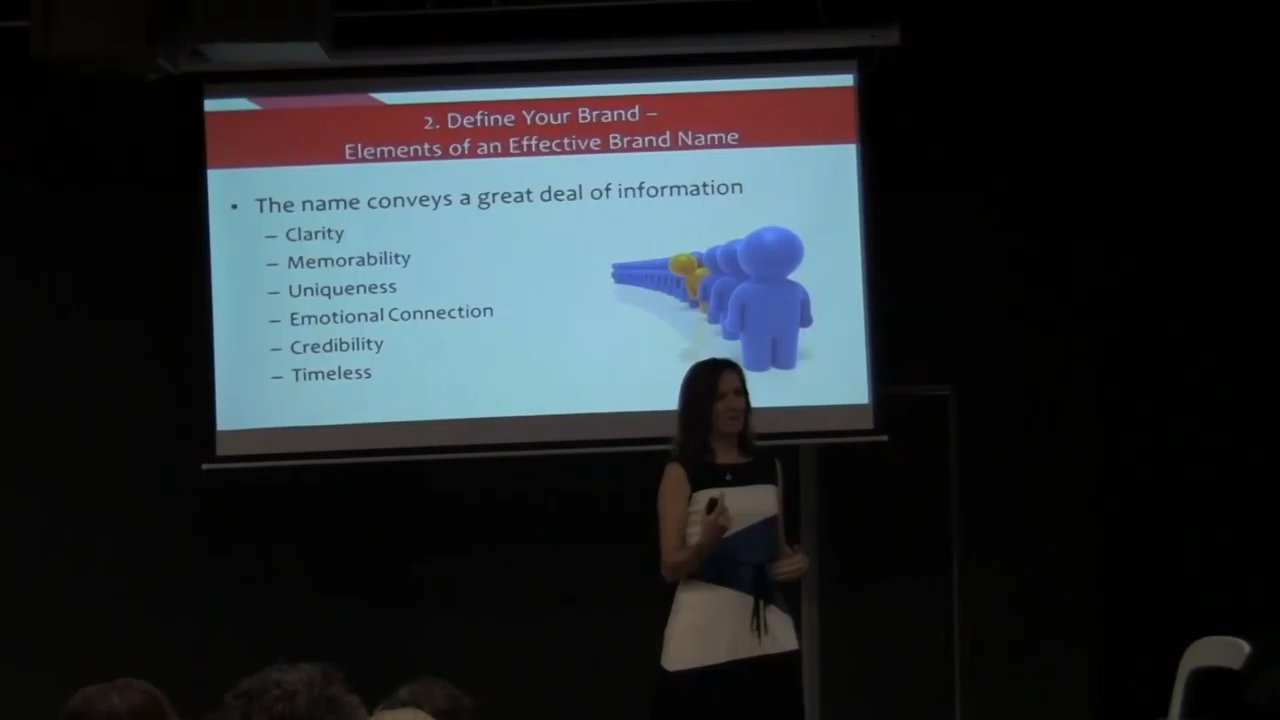 2. Define Your Brand –
Elements of an Effective Brand Name
• The name conveys a great deal of information
– Clarity
– Memorability
– Uniqueness
– Emotional Connection
– Credibility
– Timeless